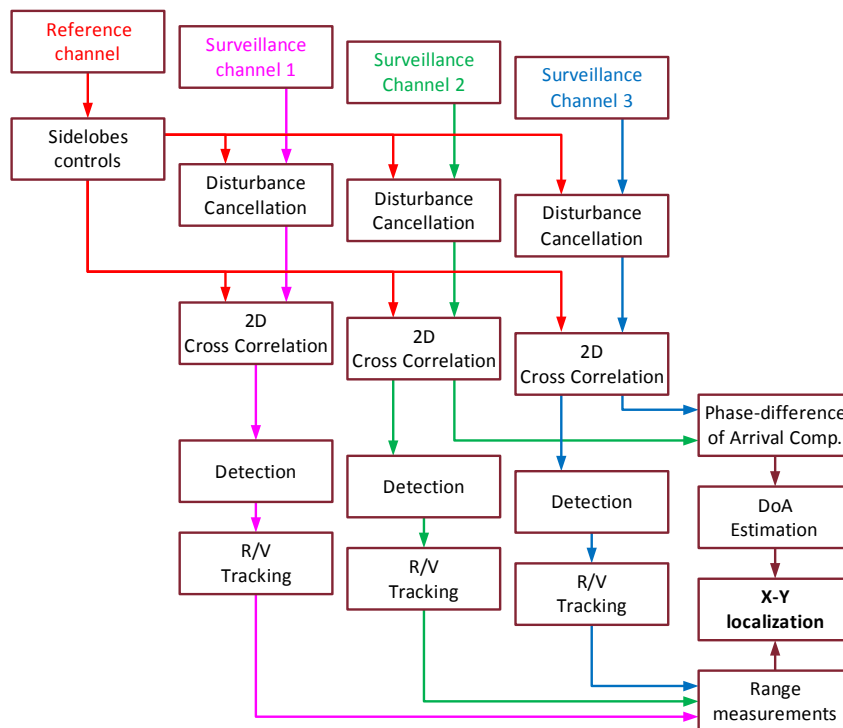 Reference
channel
Surveillance
channel 1
Surveillance
Channel 2
Surveillance
Channel 3
Sidelobes
controls
Disturbance
Cancellation
Disturbance
Cancellation
Disturbance
Cancellation
2D
Cross Correlation
2D
Cross Correlation
2D
Cross Correlation
Phase-difference
of Arrival Comp.
Detection
Detection
Detection
DoA
Estimation
R/V
Tracking
R/V
Tracking
R/V
Tracking
X-Y
localization
Range
measurements